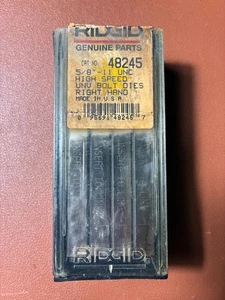 RIDGID
GENUINE PARTS
CAT NO. 48245
5/8"-11 UNC
HIGH SPEED
UNV BOLT DIES
RIGHT HAND
MADE IN U.S.A.
RIDGID